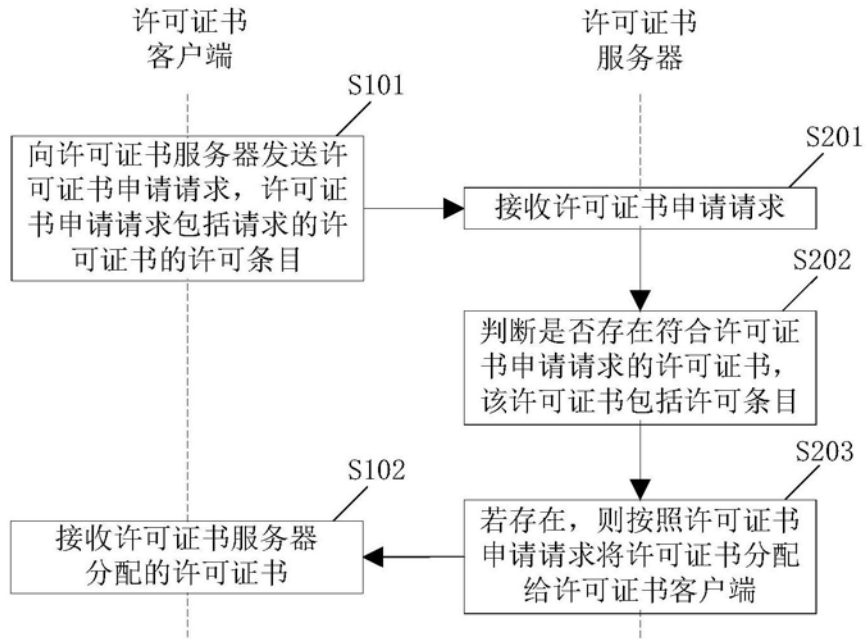 许可证书
客户端
许可证书
服务器
S101
向许可证书服务器发送许
可证书申请请求，许可证
书申请请求包括请求的许
可证书的许可条目
S201
接收许可证书申请请求
S202
判断是否存在符合许可证
书申请请求的许可证书，
该许可证书包括许可条目
S203
若存在，则按照许可证书
申请请求将许可证书分配
给许可证书客户端
S102
接收许可证书服务器
分配的许可证书